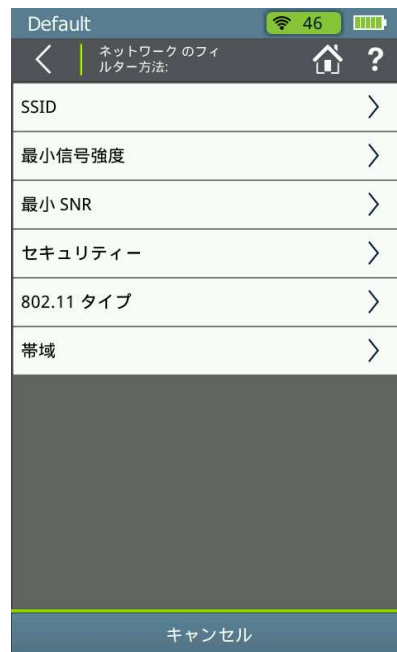 Default
46
ネットワーク のフィ
ルター方法:
?
SSID
最小信号強度
最小 SNR
セキュリティー
802.11 タイプ
帯域
キャンセル